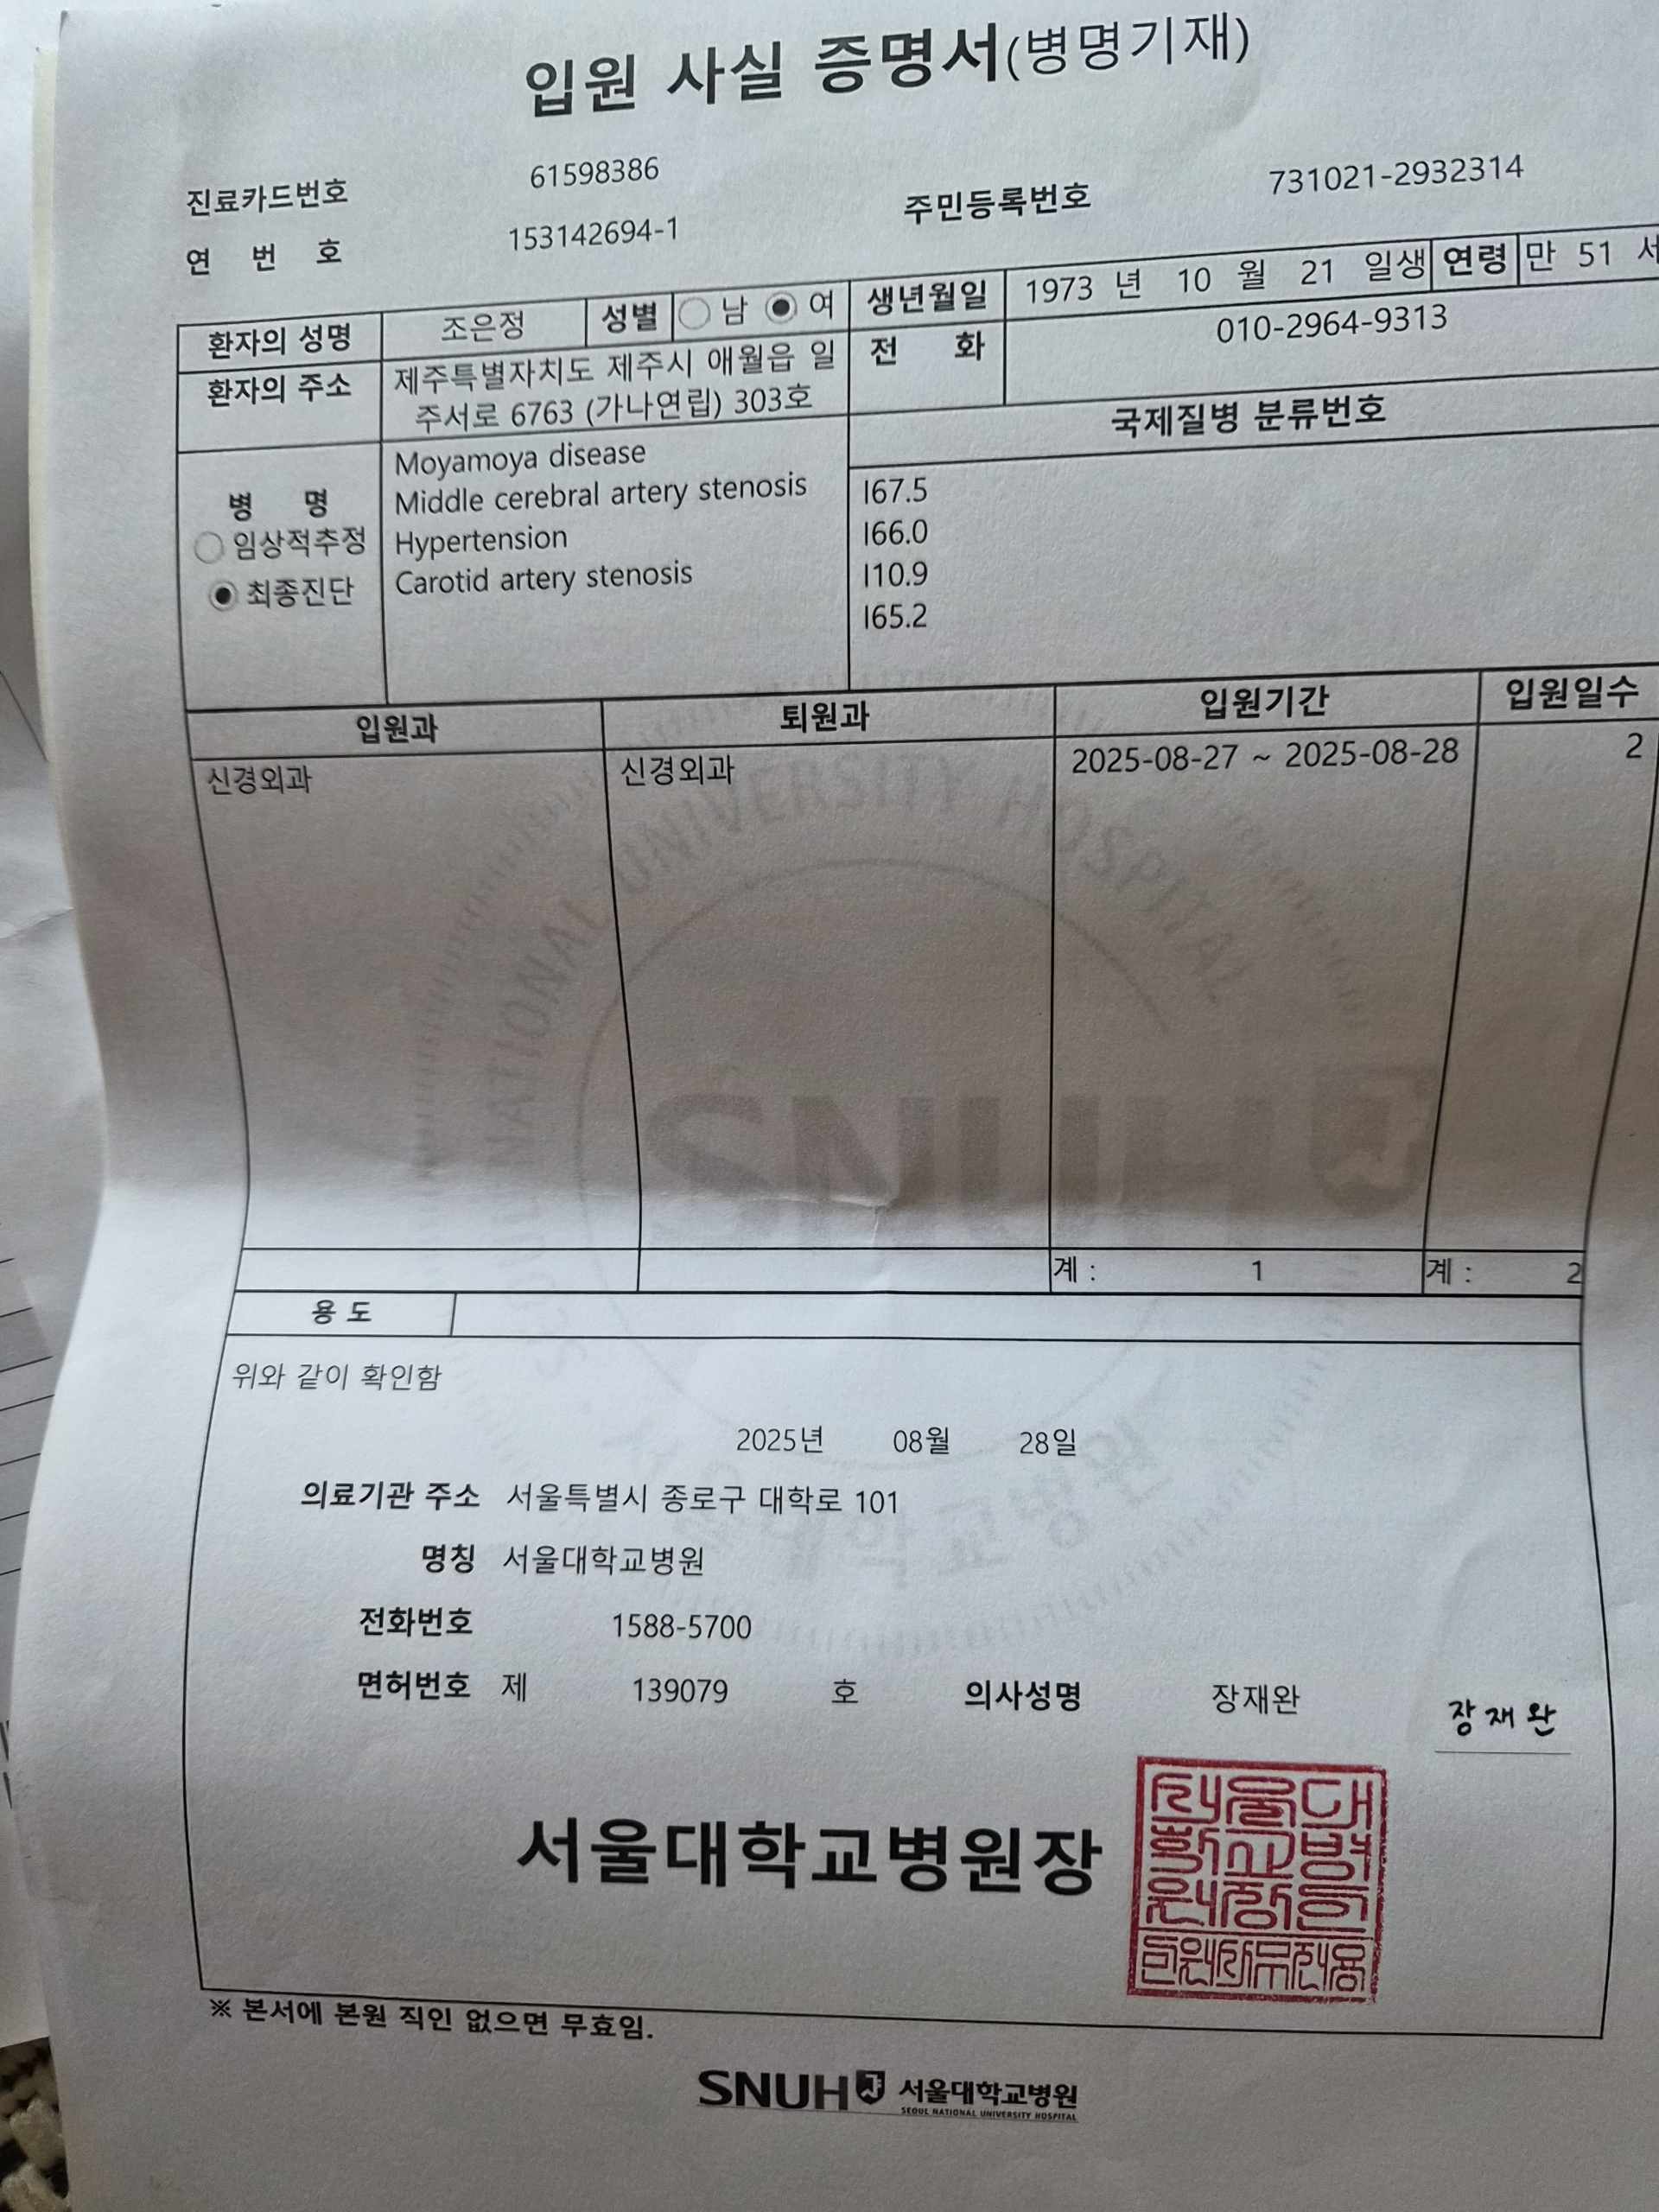 입원 사실 증명서(병명기재)
진료카드번호 61598386 주민등록번호 731021-2932314
연 번 호 153142694-1
환자의 성명 조은정 성별 남 여 생년월일 1973 년 10 월 21 일생 연령 만 51 세
환자의 주소 제주특별자치도 제주시 애월읍 일 전 화 010-2964-9313
주서로 6763 (가나연립) 303호
국제질병 분류번호
병 명
임상적추정
최종진단
Moyamoya disease
Middle cerebral artery stenosis
Hypertension
Carotid artery stenosis
I67.5
I66.0
I10.9
I65.2
입원과 퇴원과 입원기간 입원일수
신경외과 신경외과 2025-08-27 ~ 2025-08-28 2
계 : 1 계 : 2
용 도
위와 같이 확인함
2025년 08월 28일
의료기관 주소 서울특별시 종로구 대학로 101
명칭 서울대학교병원
전화번호 1588-5700
면허번호 제 139079 호 의사성명 장재완 장재완
서울대학교병원장
※ 본서에 본원 직인 없으면 무효임.
SNUH 서울대학교병원
SEOUL NATIONAL UNIVERSITY HOSPITAL